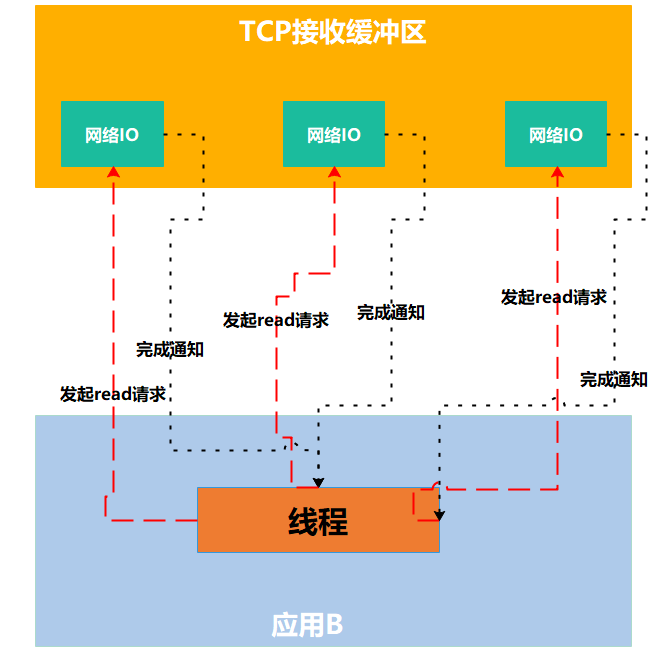 TCP接收缓冲区
网络IO
网络IO
网络IO
发起read请求
发起read请求
完成通知
完成通知
完成通知
发起read请求
线程
应用B